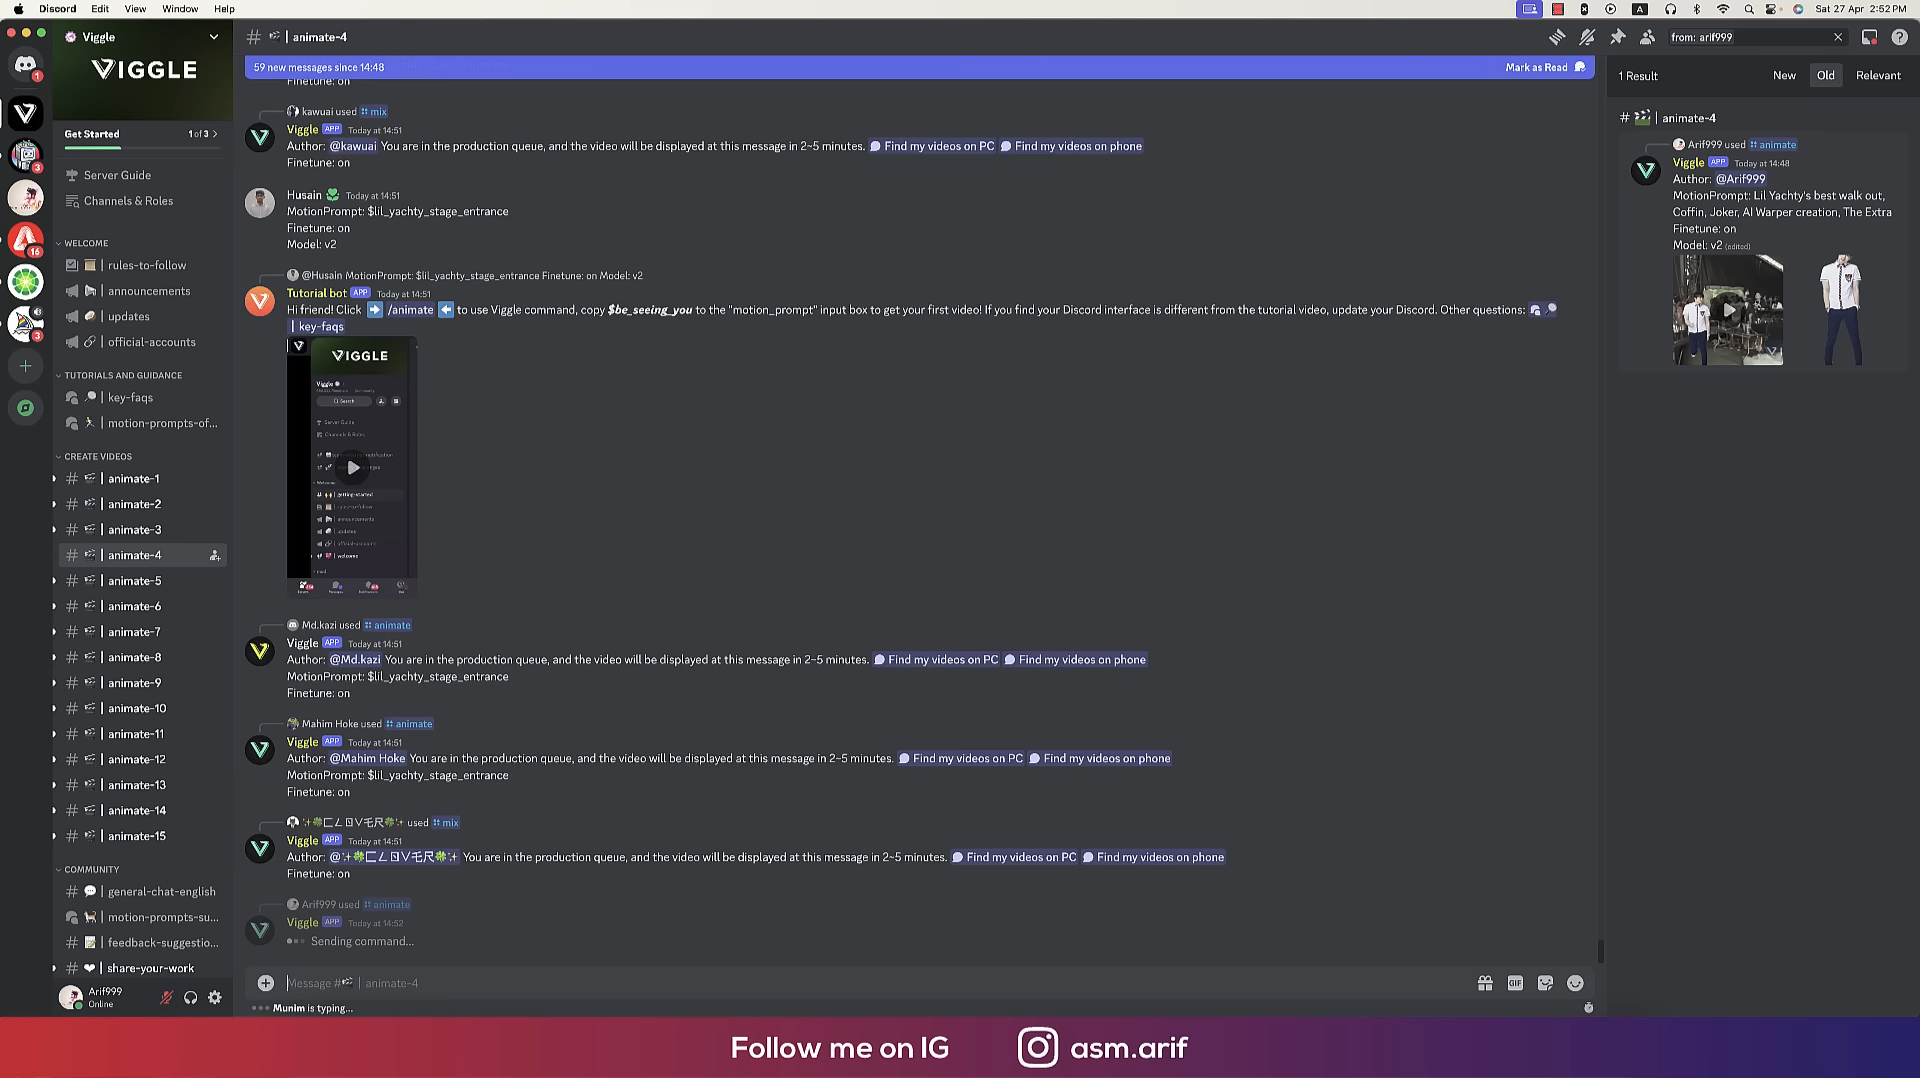 Discord Edit View Window Help
A Sat 27 Apr 2:52 PM
Viggle
VIGGLE
Get Started 1 of 3
Server Guide
Channels & Roles
WELCOME
rules-to-follow
announcements
updates
official-accounts
TUTORIALS AND GUIDANCE
key-faqs
motion-prompts-of...
CREATE VIDEOS
# | animate-1
# | animate-2
# | animate-3
# | animate-4
# | animate-5
# | animate-6
# | animate-7
# | animate-8
# | animate-9
# | animate-10
# | animate-11
# | animate-12
# | animate-13
# | animate-14
# | animate-15
COMMUNITY
# | general-chat-english
| motion-prompts-su...
# | feedback-suggestio...
# | share-your-work
Arif999
Online
1
3
16
3
# | animate-4
59 new messages since 14:48 Mark as Read
Finetune: on
kawuai used mix
Viggle APP Today at 14:51
Author: @kawuai You are in the production queue, and the video will be displayed at this message in 2~5 minutes. Find my videos on PC Find my videos on phone
Finetune: on
Husain Today at 14:51
MotionPrompt: $lil_yachty_stage_entrance
Finetune: on
Model: v2
@Husain MotionPrompt: $lil_yachty_stage_entrance Finetune: on Model: v2
Tutorial bot APP Today at 14:51
Hi friend! Click /animate to use Viggle command, copy $be_seeing_you to the "motion_prompt" input box to get your first video! If you find your Discord interface is different from the tutorial video, update your Discord. Other questions:
| key-faqs
VIGGLE
Viggle
Search
Server Guide
getting-started
welcome
Md.kazi used animate
Viggle APP Today at 14:51
Author: @Md.kazi You are in the production queue, and the video will be displayed at this message in 2~5 minutes. Find my videos on PC Find my videos on phone
MotionPrompt: $lil_yachty_stage_entrance
Finetune: on
Mahim Hoke used animate
Viggle APP Today at 14:51
Author: @Mahim Hoke You are in the production queue, and the video will be displayed at this message in 2~5 minutes. Find my videos on PC Find my videos on phone
MotionPrompt: $lil_yachty_stage_entrance
Finetune: on
used mix
Viggle APP Today at 14:51
Author: You are in the production queue, and the video will be displayed at this message in 2~5 minutes. Find my videos on PC Find my videos on phone
Finetune: on
Arif999 used animate
Viggle APP Today at 14:52
Sending command...
Message # | animate-4
GIF
Munim is typing...
from: arif999
1 Result New Old Relevant
# | animate-4
Arif999 used animate
Viggle APP Today at 14:48
Author: @Arif999
MotionPrompt: Lil Yachty's best walk out,
Coffin, Joker, AI Warper creation, The Extra
Finetune: on
Model: v2 (edited)
Follow me on IG asm.arif